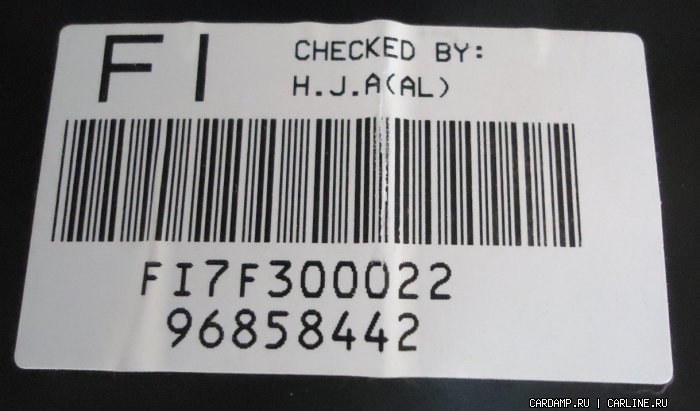 FI
CHECKED BY:
H.J.A(AL)
FI7F300022
96858442
CARDAMP.RU | CARLINE.RU